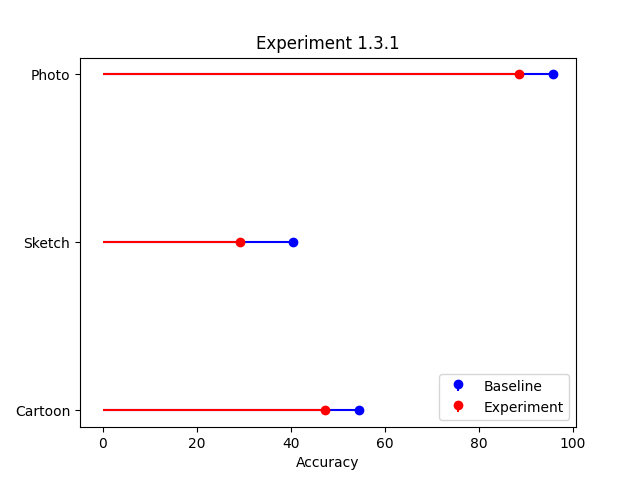 Experiment 1.3.1
Photo
Sketch
Cartoon
Baseline
Experiment
0 20 40 60 80 100
Accuracy